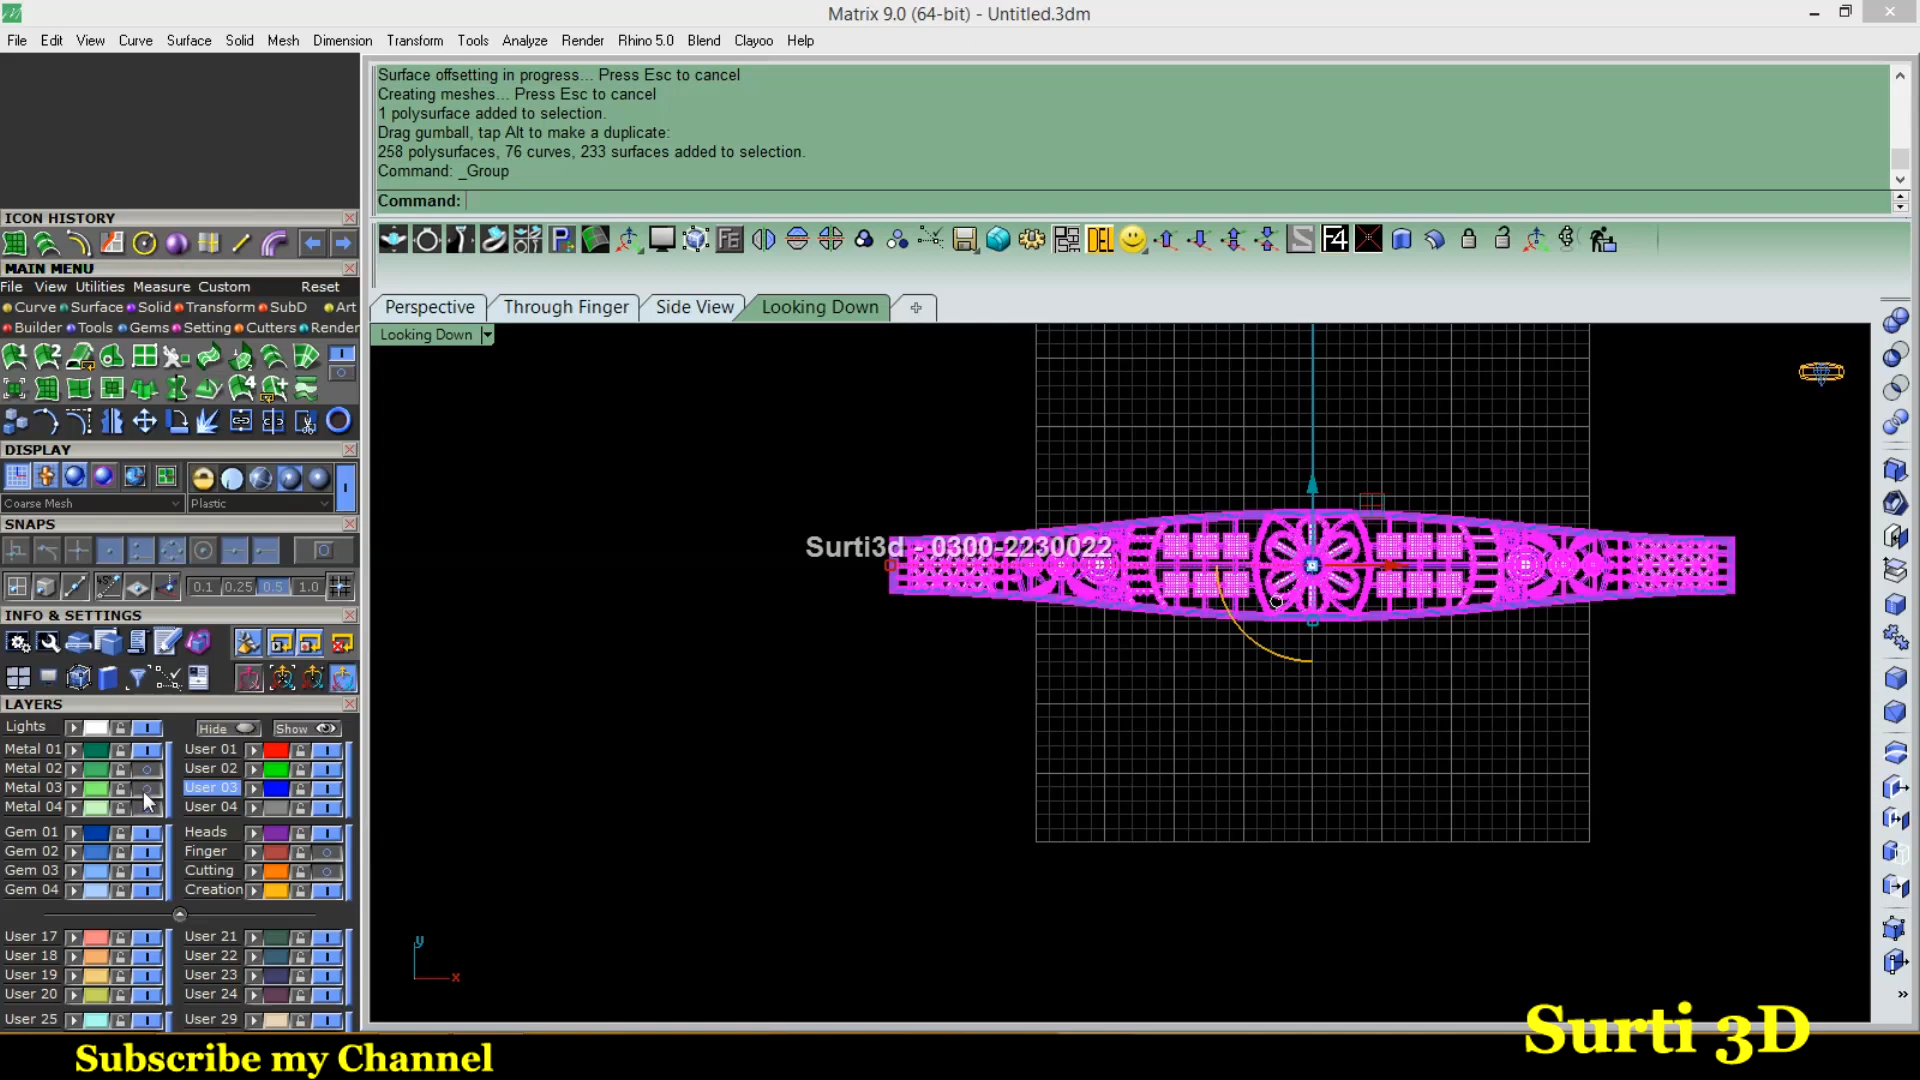 Matrix 9.0 (64-bit) - Untitled.3dm
File Edit View Curve Surface Solid Mesh Dimension Transform Tools Analyze Render Rhino 5.0 Blend Clayoo Help
Surface offsetting in progress... Press Esc to cancel
Creating meshes... Press Esc to cancel
1 polysurface added to selection.
Drag gumball, tap Alt to make a duplicate:
258 polysurfaces, 76 curves, 233 surfaces added to selection.
Command: _Group
Command:
ICON HISTORY
MAIN MENU
File View Utilities Measure Custom Reset
Curve Surface Solid Transform SubD Art
Builder Tools Gems Setting Cutters Render
DISPLAY
Coarse Mesh Plastic
SNAPS
0.1 0.25 0.5 1.0
INFO & SETTINGS
LAYERS
Lights Hide Show
Metal 01 User 01
Metal 02 User 02
Metal 03 User 03
Metal 04 User 04
Gem 01 Heads
Gem 02 Finger
Gem 03 Cutting
Gem 04 Creation
User 17 User 21
User 18 User 22
User 19 User 23
User 20 User 24
User 25 User 29
FE DEL F4
Perspective Through Finger Side View Looking Down
Looking Down
Surti3d - 0300-2230022
y
x
Surti 3D
Subscribe my Channel